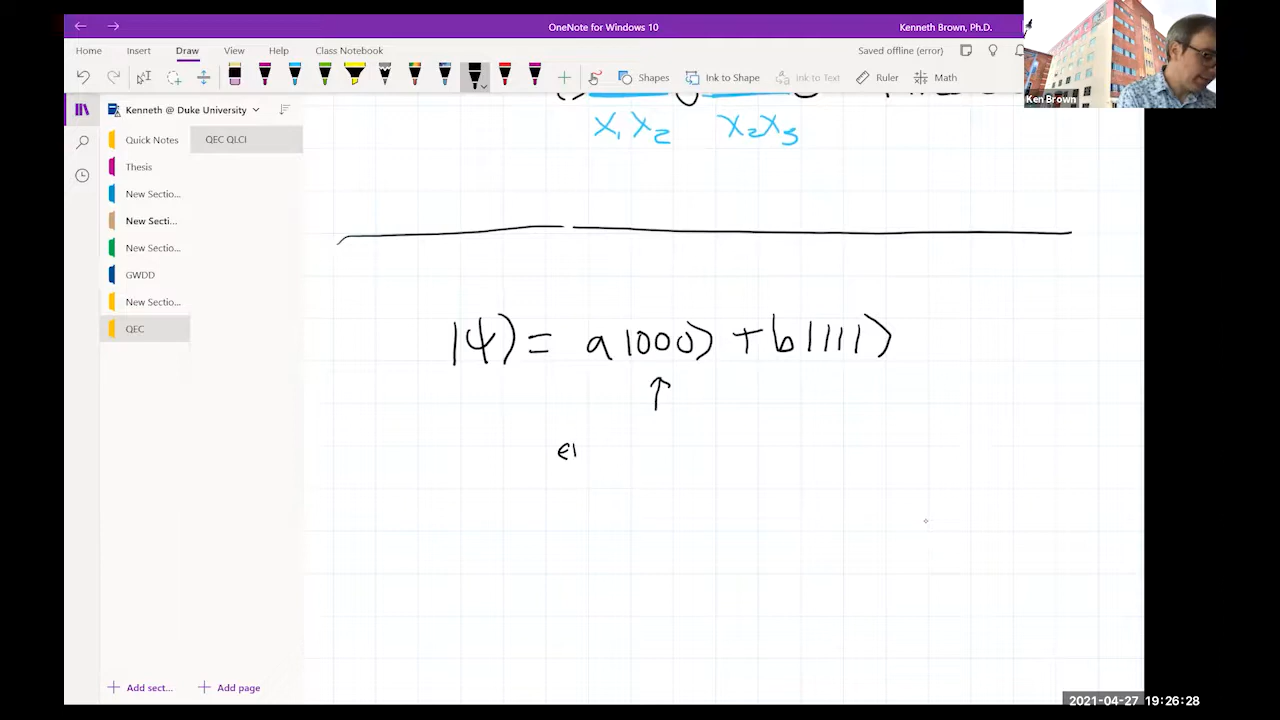 OneNote for Windows 10
Kenneth Brown, Ph.D.
Home Insert Draw View Help Class Notebook
Saved offline (error)
Shapes Ink to Shape Ink to Text Ruler Math
Ken Brown
Kenneth @ Duke University
Quick Notes
QEC QLCI
Thesis
New Sectio...
New Secti...
New Sectio...
GWDD
New Sectio...
QEC
X₁X₂ X₂X₃
|ψ⟩ = a|000⟩ + b|111⟩
↑
Add sect...
Add page
2021-04-27 19:26:28